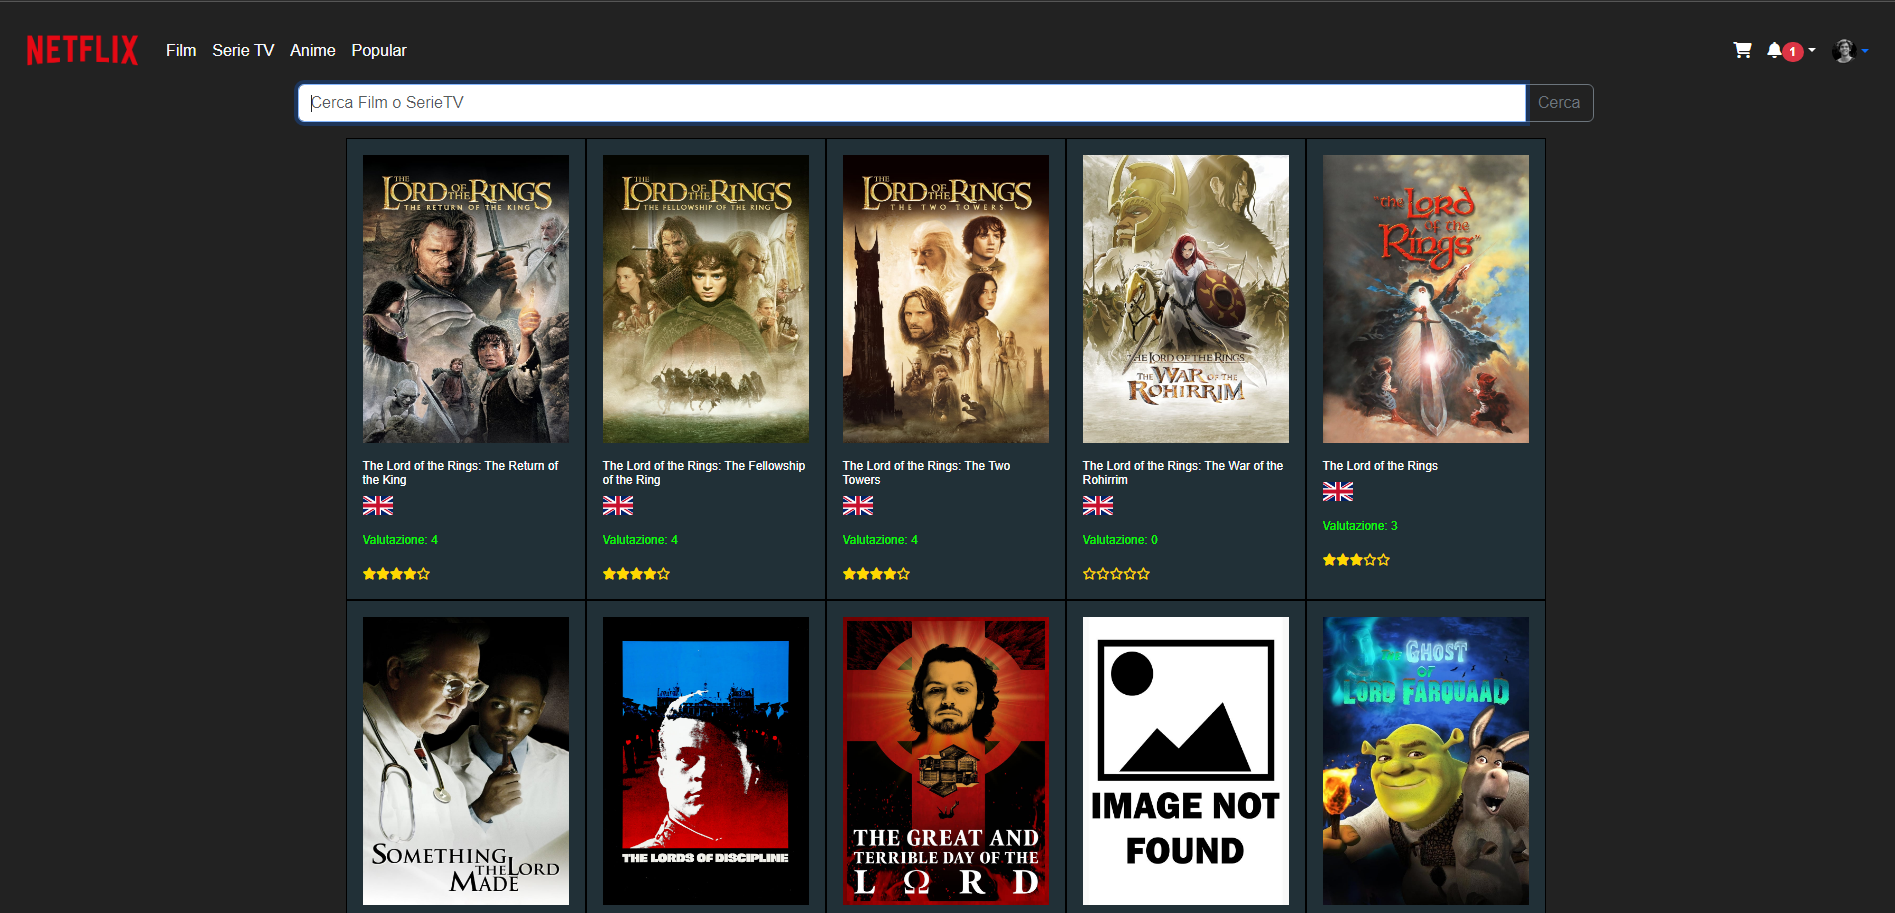 NETFLIX
Film
Serie TV
Anime
Popular
1
Cerca Film o SerieTV
Cerca
THE
LORD OF THE RINGS
THE RETURN OF THE KING
THE
LORD OF THE RINGS
THE FELLOWSHIP OF THE RING
THE
LORD OF THE RINGS
THE TWO TOWERS
THE LORD OF THE RINGS
THE WAR OF THE
ROHIRRIM
"the Lord
of the
Rings"
The Lord of the Rings: The Return of
the King
Valutazione: 4
The Lord of the Rings: The Fellowship
of the Ring
Valutazione: 4
The Lord of the Rings: The Two
Towers
Valutazione: 4
The Lord of the Rings: The War of the
Rohirrim
Valutazione: 0
The Lord of the Rings
Valutazione: 3
SOMETHING
THE LORD
MADE
THE LORDS OF DISCIPLINE
THE GREAT AND
TERRIBLE DAY OF THE
LΩRD
IMAGE NOT
FOUND
GHOST
OF
LORD FARQUAAD